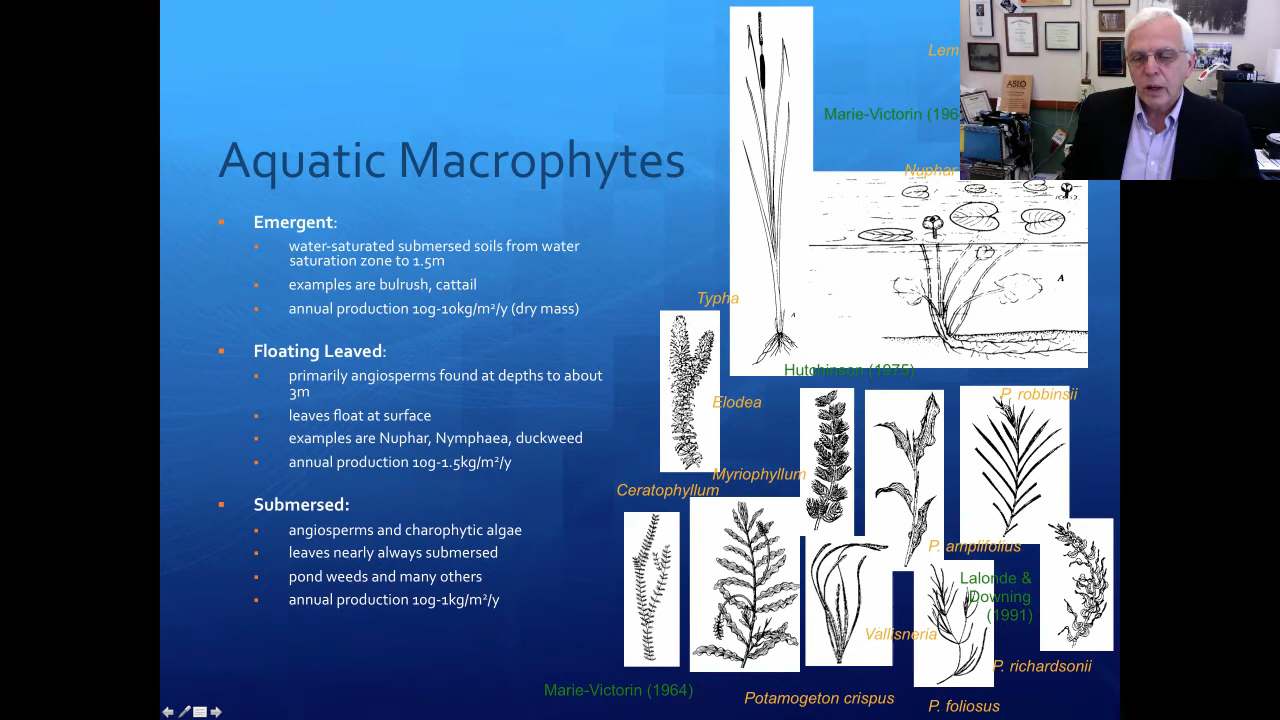 Aquatic Macrophytes
Emergent:
water-saturated submersed soils from water
saturation zone to 1.5m
examples are bulrush, cattail
annual production 10g-10kg/m²/y (dry mass)
Floating Leaved:
primarily angiosperms found at depths to about
3m
leaves float at surface
examples are Nuphar, Nymphaea, duckweed
annual production 10g-1.5kg/m²/y
Submersed:
angiosperms and charophytic algae
leaves nearly always submersed
pond weeds and many others
annual production 10g-1kg/m²/y
Lem
Marie-Victorin (196
Nuphar
ASLO
A
Typha
A
Hutchinson (1975)
P. robbinsii
Elodea
Myriophyllum
Ceratophyllum
P. amplifolius
Lalonde &
Downing
(1991)
Vallisneria
P. richardsonii
Marie-Victorin (1964)
Potamogeton crispus
P. foliosus